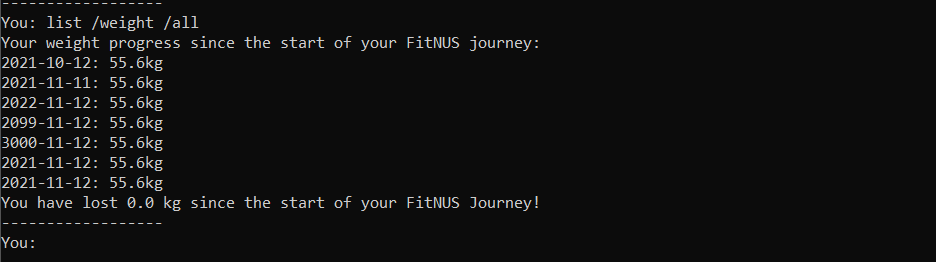 ------------------
You: list /weight /all
Your weight progress since the start of your FitNUS journey:
2021-10-12: 55.6kg
2021-11-11: 55.6kg
2022-11-12: 55.6kg
2099-11-12: 55.6kg
3000-11-12: 55.6kg
2021-11-12: 55.6kg
2021-11-12: 55.6kg
You have lost 0.0 kg since the start of your FitNUS Journey!
------------------
You: